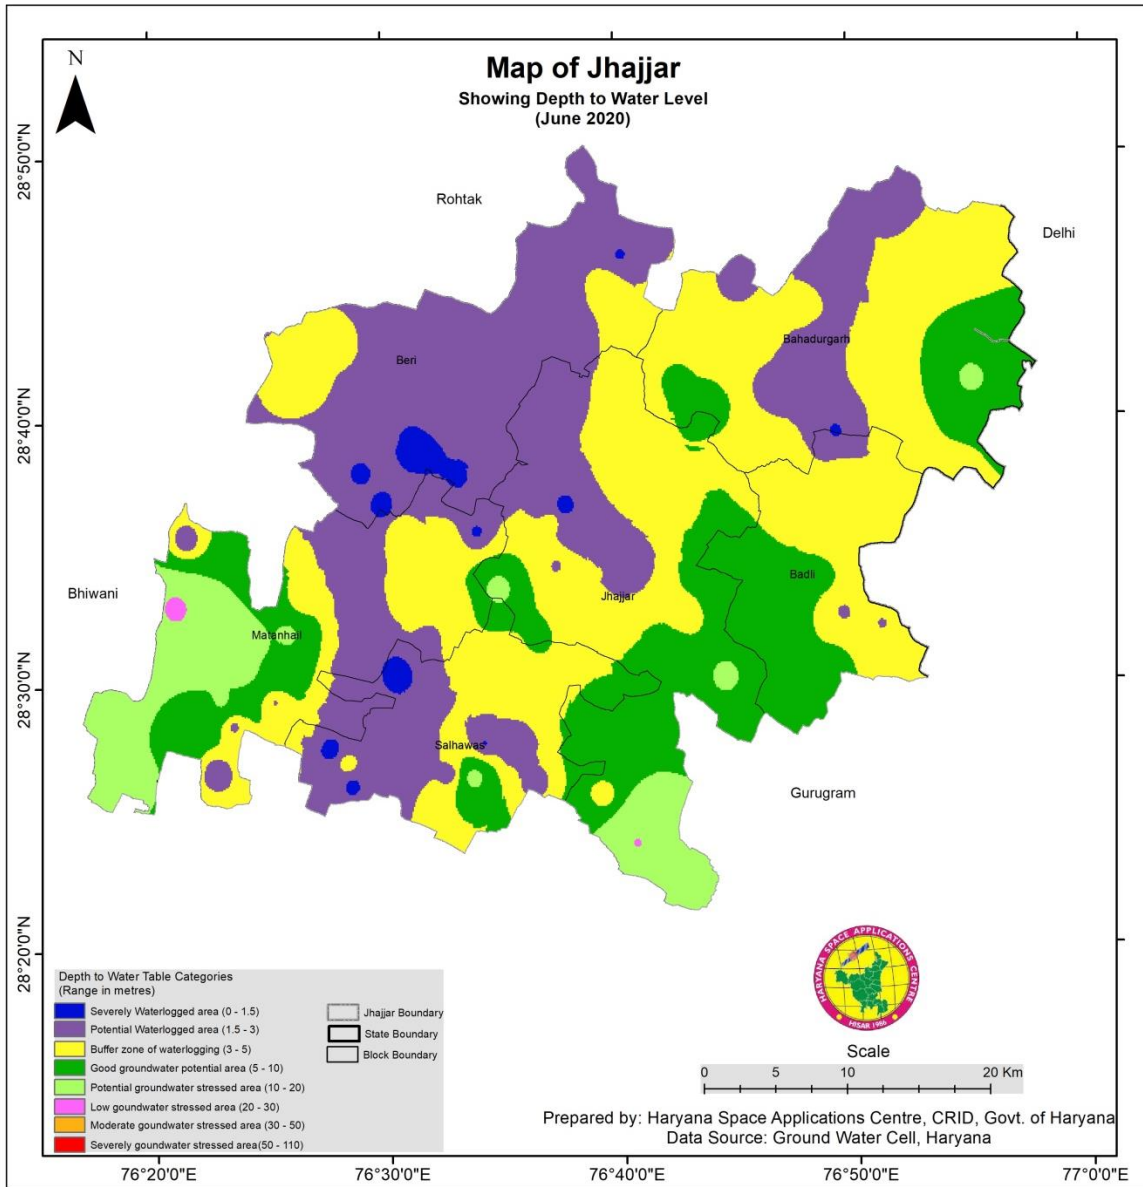 Map of Jhajjar
Showing Depth to Water Level
(June 2020)
N
28°50'0"N
28°40'0"N
28°30'0"N
28°20'0"N
Rohtak
Delhi
Bahadurgarh
Beri
Badli
Bhiwani
Jhajjar
Matanhail
Salhawas
Gurugram
Depth to Water Table Categories
(Range in metres)
Severely Waterlogged area (0 - 1.5)
Potential Waterlogged area (1.5 - 3)
Buffer zone of waterlogging (3 - 5)
Good groundwater potential area (5 - 10)
Potential groundwater stressed area (10 - 20)
Low goundwater stressed area (20 - 30)
Moderate goundwater stressed area (30 - 50)
Severely goundwater stressed area(50 - 110)
Jhajjar Boundary
State Boundary
Block Boundary
HARYANA SPACE APPLICATIONS CENTRE
HISAR 1986
Scale
0 5 10 20 Km
Prepared by: Haryana Space Applications Centre, CRID, Govt. of Haryana
Data Source: Ground Water Cell, Haryana
76°20'0"E 76°30'0"E 76°40'0"E 76°50'0"E 77°0'0"E